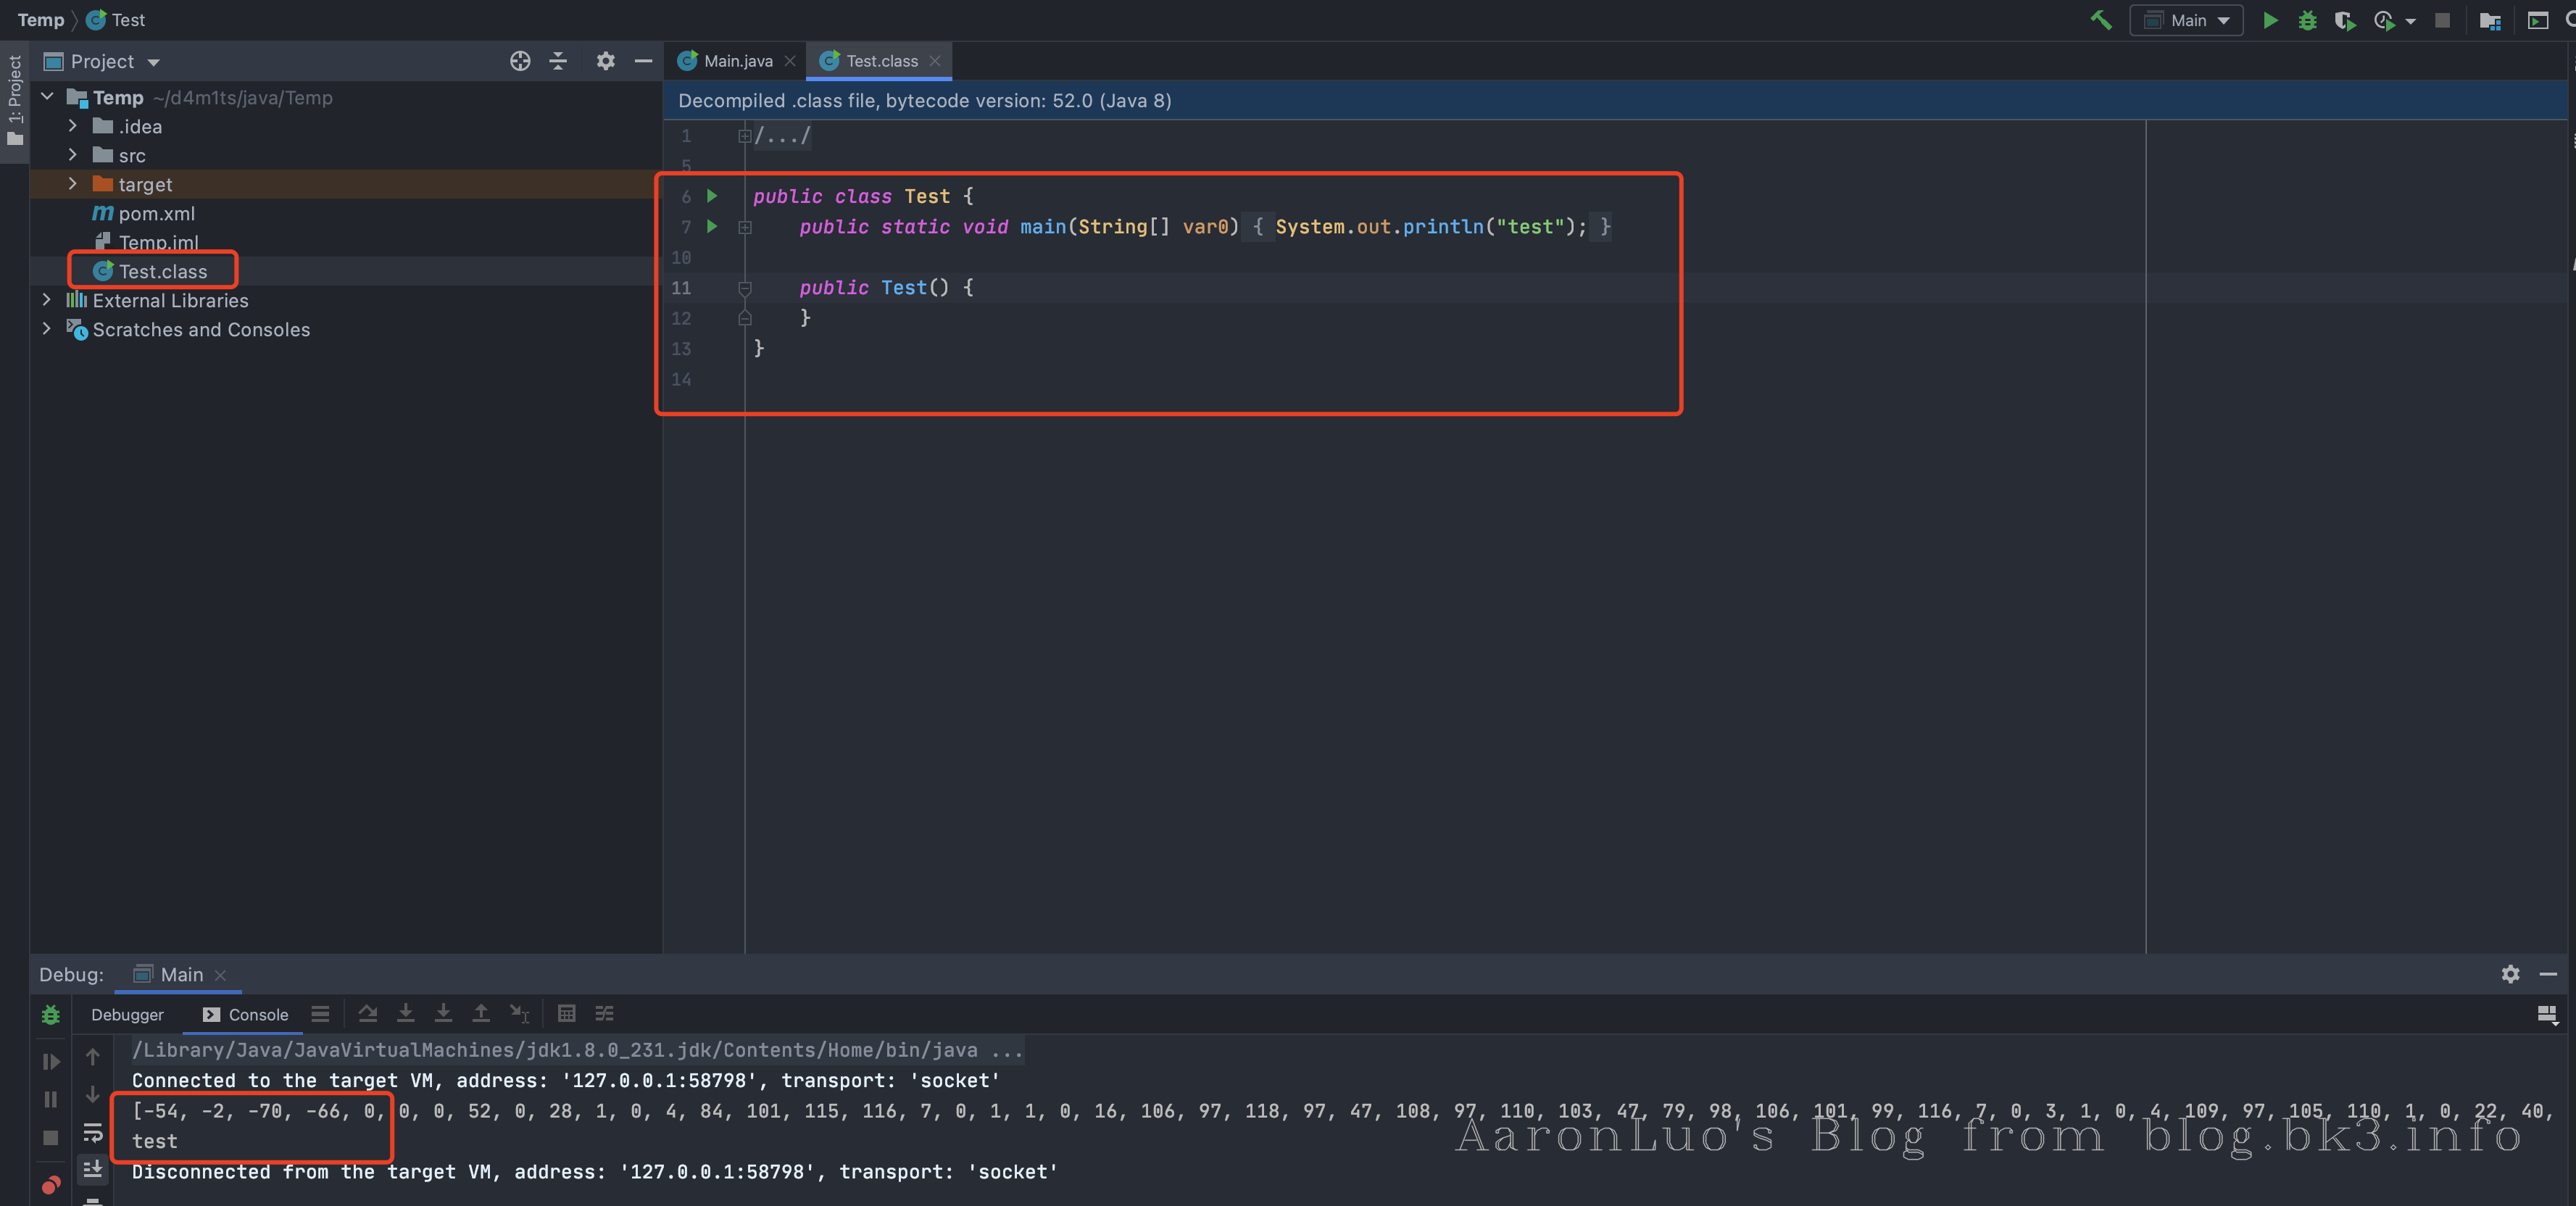 Temp Test
Main
1: Project
Project
Main.java
Test.class
Temp ~/d4m1ts/java/Temp
.idea
src
target
pom.xml
Temp.iml
Test.class
External Libraries
Scratches and Consoles
Decompiled .class file, bytecode version: 52.0 (Java 8)
1 /.../
5
6 public class Test {
7 public static void main(String[] var0) { System.out.println("test"); }
10
11 public Test() {
12 }
13 }
14
Debug: Main
Debugger Console
/Library/Java/JavaVirtualMachines/jdk1.8.0_231.jdk/Contents/Home/bin/java ...
Connected to the target VM, address: '127.0.0.1:58798', transport: 'socket'
[-54, -2, -70, -66, 0, 0, 0, 52, 0, 28, 1, 0, 4, 84, 101, 115, 116, 7, 0, 1, 1, 0, 16, 106, 97, 118, 97, 47, 108, 97, 110, 103, 47, 79, 98, 106, 101, 99, 116, 7, 0, 3, 1, 0, 4, 109, 97, 105, 110, 1, 0, 22, 40,
test
AaronLuo's Blog from blog.bk3.info
Disconnected from the target VM, address: '127.0.0.1:58798', transport: 'socket'